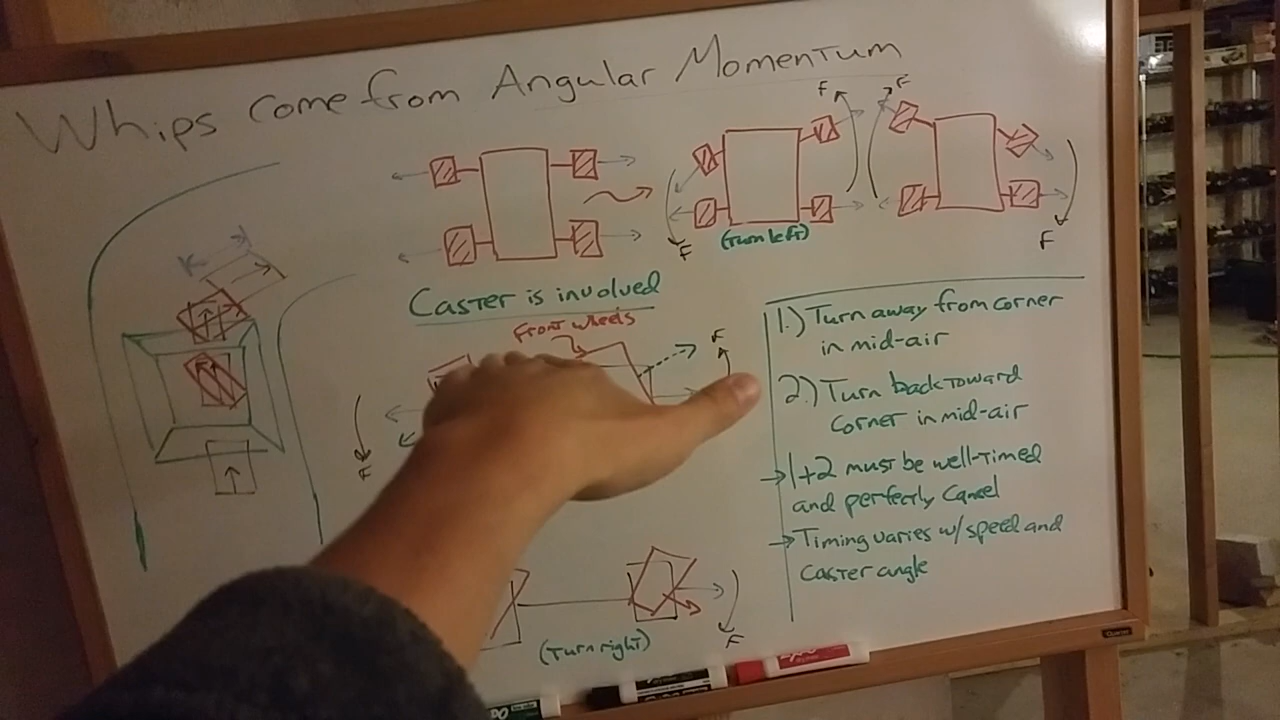 Whips come from Angular Momentum
F
F
F
F
(Turn left)
Caster is involved
Front wheels
F
F
(Turn right)
F
1.) Turn away from corner
in mid-air
2.) Turn back toward
corner in mid-air
→ 1+2 must be well-timed
and perfectly cancel
→ Timing varies w/ speed and
caster angle